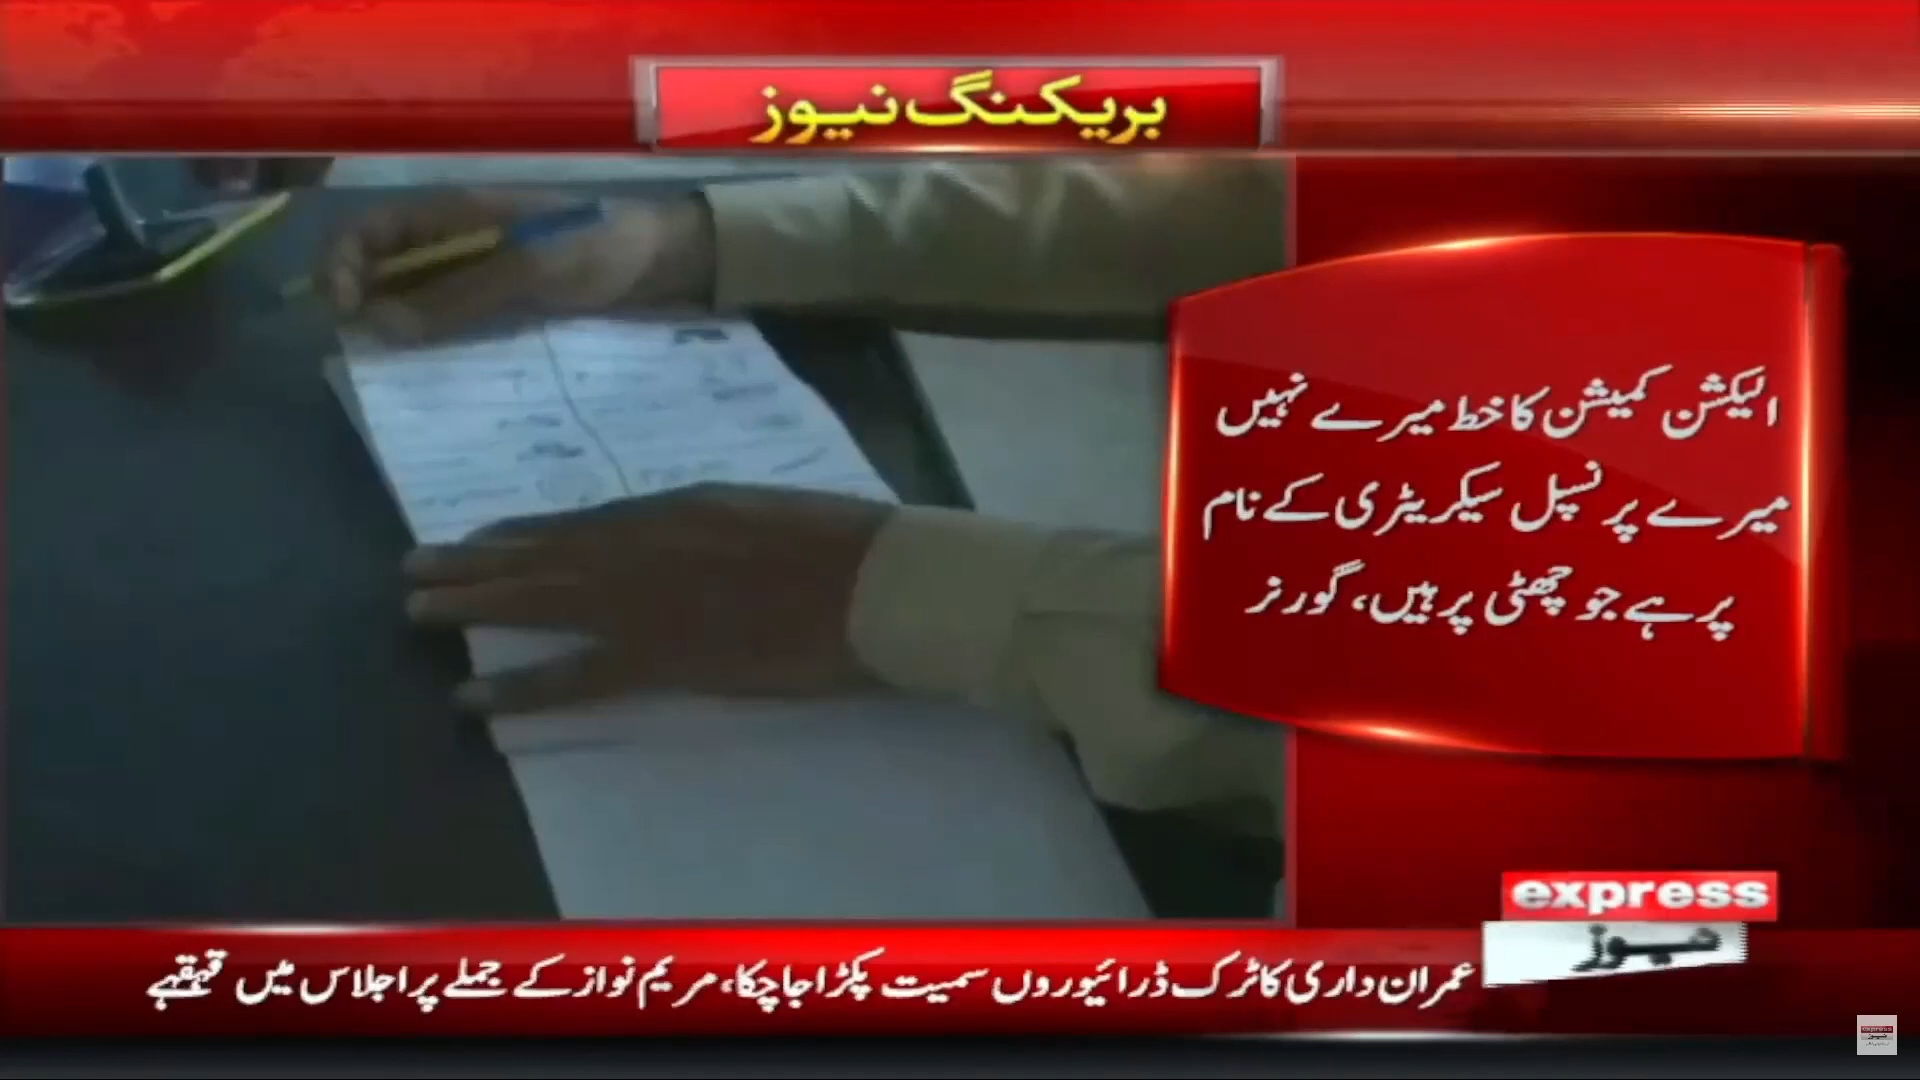 بریکنگ نیوز
الیکشن کمیشن کا خط میرے نہیں
میرے پرنسپل سیکریٹری کے نام
پر ہے جو چھٹی پر ہیں، گورنر
express
نیوز
عمران داری کا ٹرک ڈرائیوروں سمیت پکڑا جا چکا، مریم نواز کے جملے پر اجلاس میں قہقہے